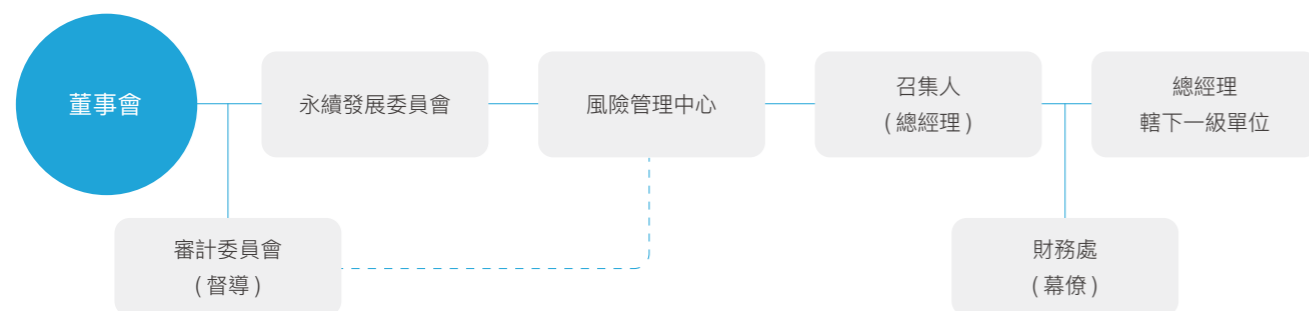 董事會
永續發展委員會
風險管理中心
召集人
(總經理)
總經理
轄下一級單位
審計委員會
(督導)
財務處
(幕僚)